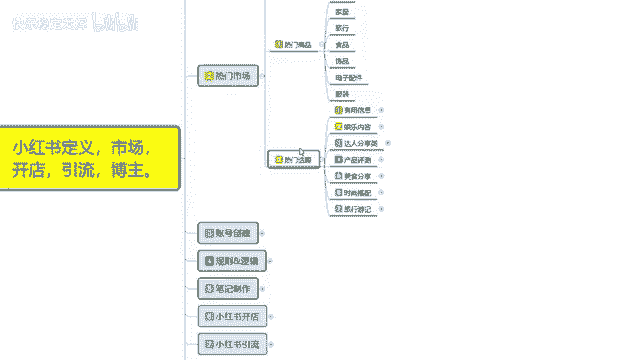 家居
旅行
热门商品
食品
饰品
热门市场
电子配件
服装
有用信息
娱乐内容
小红书定义，市场，
开店，引流，博主。
达人分享类
热门话题
产品评测
美食分享
时尚搭配
旅行游记
账号创建
规则&逻辑
笔记制作
小红书开店
小红书引流
bilibili